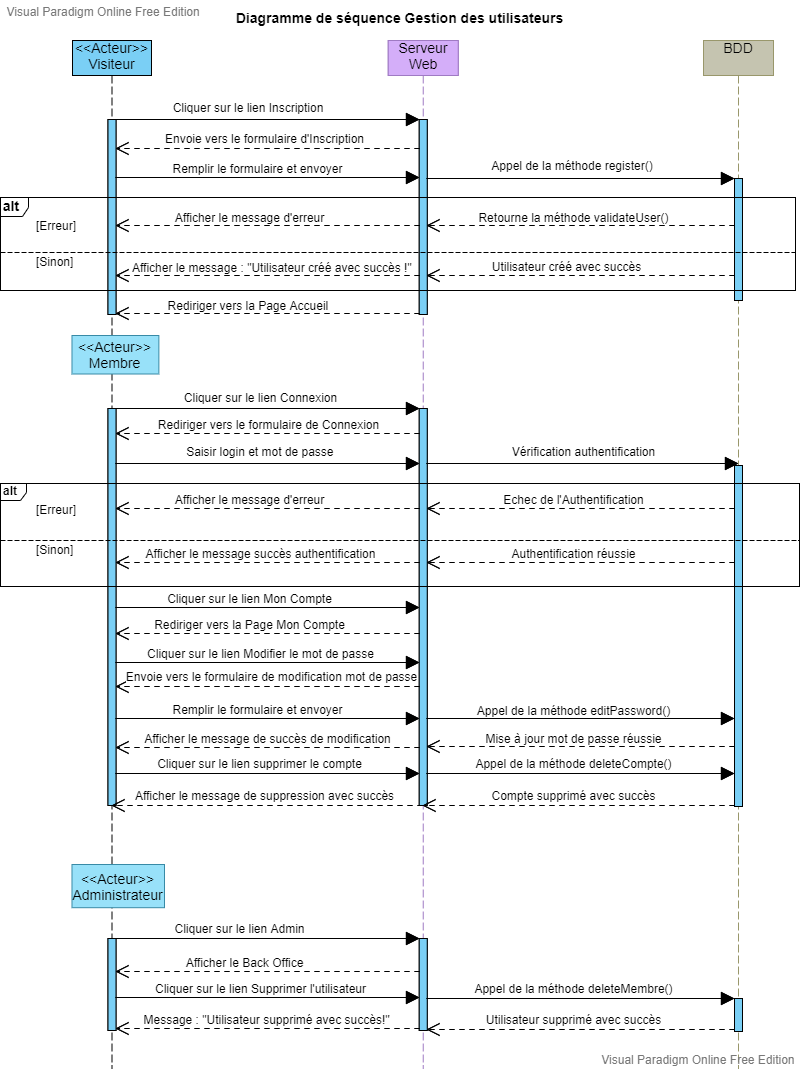 Visual Paradigm Online Free Edition
Diagramme de séquence Gestion des utilisateurs
<<Acteur>>
Visiteur
Serveur
Web
BDD
Cliquer sur le lien Inscription
Envoie vers le formulaire d'Inscription
Remplir le formulaire et envoyer
Appel de la méthode register()
alt
[Erreur]
Afficher le message d'erreur
Retourne la méthode validateUser()
[Sinon]
Afficher le message : "Utilisateur créé avec succès !"
Utilisateur créé avec succès
Rediriger vers la Page Accueil
<<Acteur>>
Membre
Cliquer sur le lien Connexion
Rediriger vers le formulaire de Connexion
Saisir login et mot de passe
Vérification authentification
alt
[Erreur]
Afficher le message d'erreur
Echec de l'Authentification
[Sinon]
Afficher le message succès authentification
Authentification réussie
Cliquer sur le lien Mon Compte
Rediriger vers la Page Mon Compte
Cliquer sur le lien Modifier le mot de passe
Envoie vers le formulaire de modification mot de passe
Remplir le formulaire et envoyer
Appel de la méthode editPassword()
Afficher le message de succès de modification
Mise à jour mot de passe réussie
Cliquer sur le lien supprimer le compte
Appel de la méthode deleteCompte()
Afficher le message de suppression avec succès
Compte supprimé avec succès
<<Acteur>>
Administrateur
Cliquer sur le lien Admin
Afficher le Back Office
Cliquer sur le lien Supprimer l'utilisateur
Appel de la méthode deleteMembre()
Message : "Utilisateur supprimé avec succès!"
Utilisateur supprimé avec succès
Visual Paradigm Online Free Edition